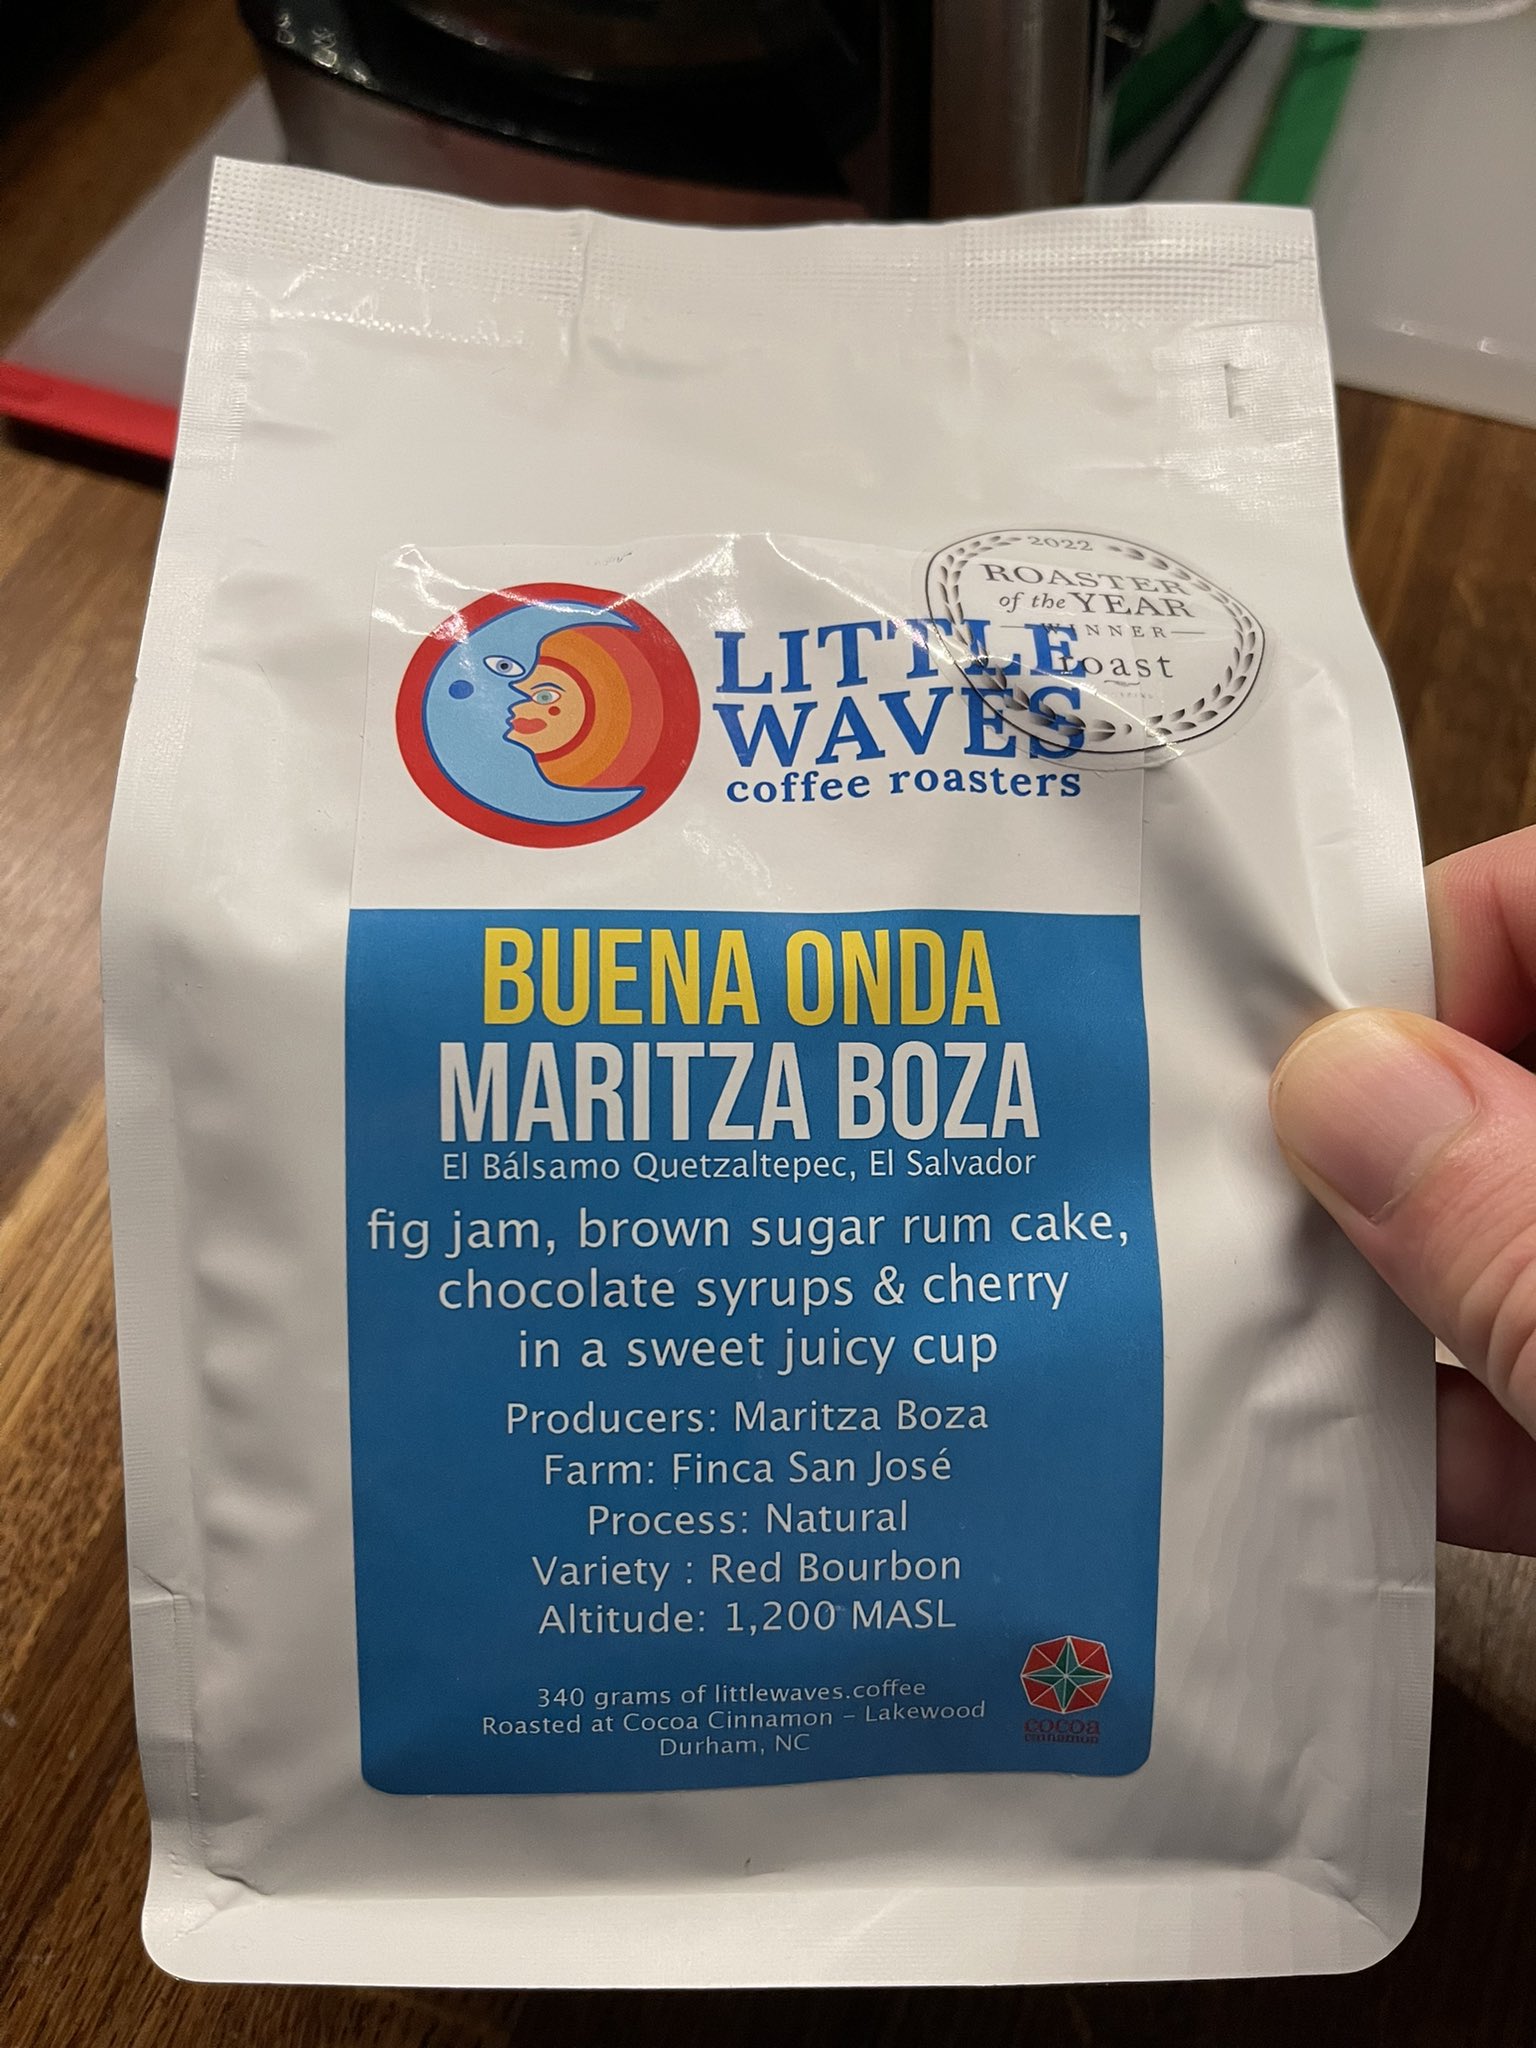 2022
ROASTER
of the YEAR
WINNER
roast
LITTLE
WAVES
coffee roasters
BUENA ONDA
MARITZA BOZA
El Bálsamo Quetzaltepec, El Salvador
fig jam, brown sugar rum cake,
chocolate syrups & cherry
in a sweet juicy cup
Producers: Maritza Boza
Farm: Finca San José
Process: Natural
Variety : Red Bourbon
Altitude: 1,200 MASL
340 grams of littlewaves.coffee
Roasted at Cocoa Cinnamon – Lakewood
Durham, NC
cocoa
cinnamon